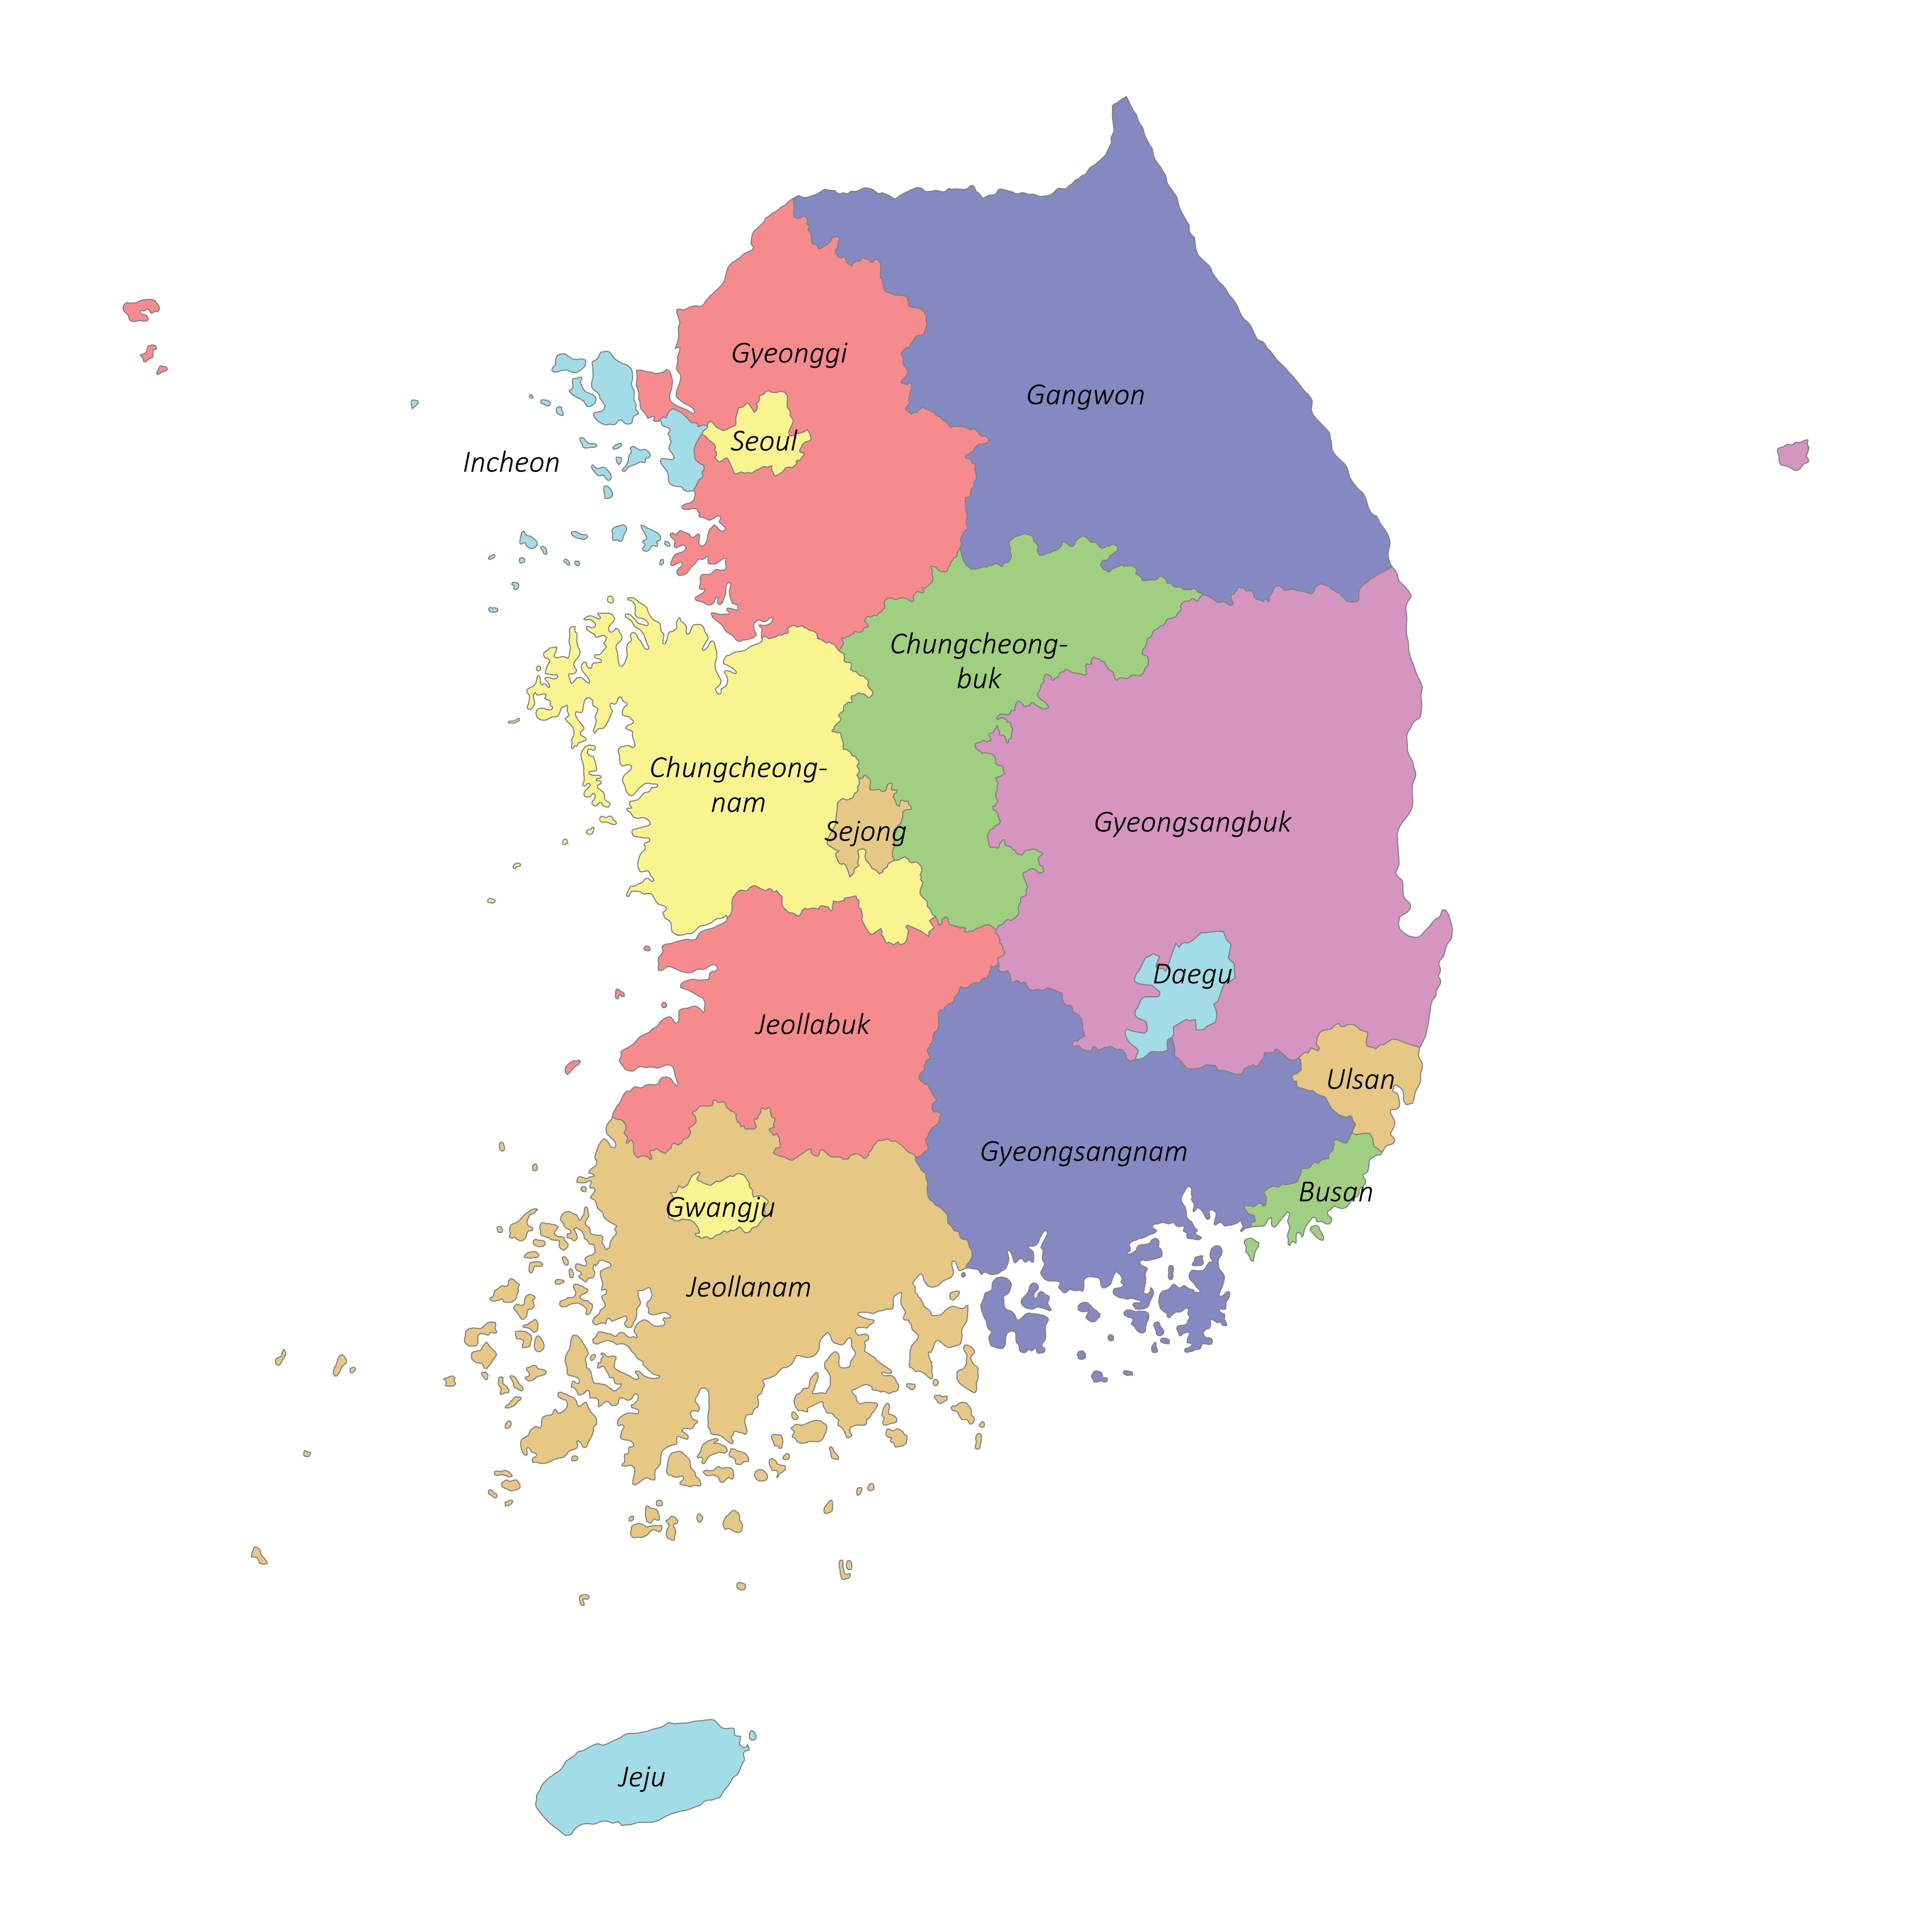 Gyeonggi
Gangwon
Seoul
Incheon
Chungcheong-
buk
Chungcheong-
nam
Gyeongsangbuk
Sejong
Daegu
Jeollabuk
Ulsan
Gyeongsangnam
Busan
Gwangju
Jeollanam
Jeju